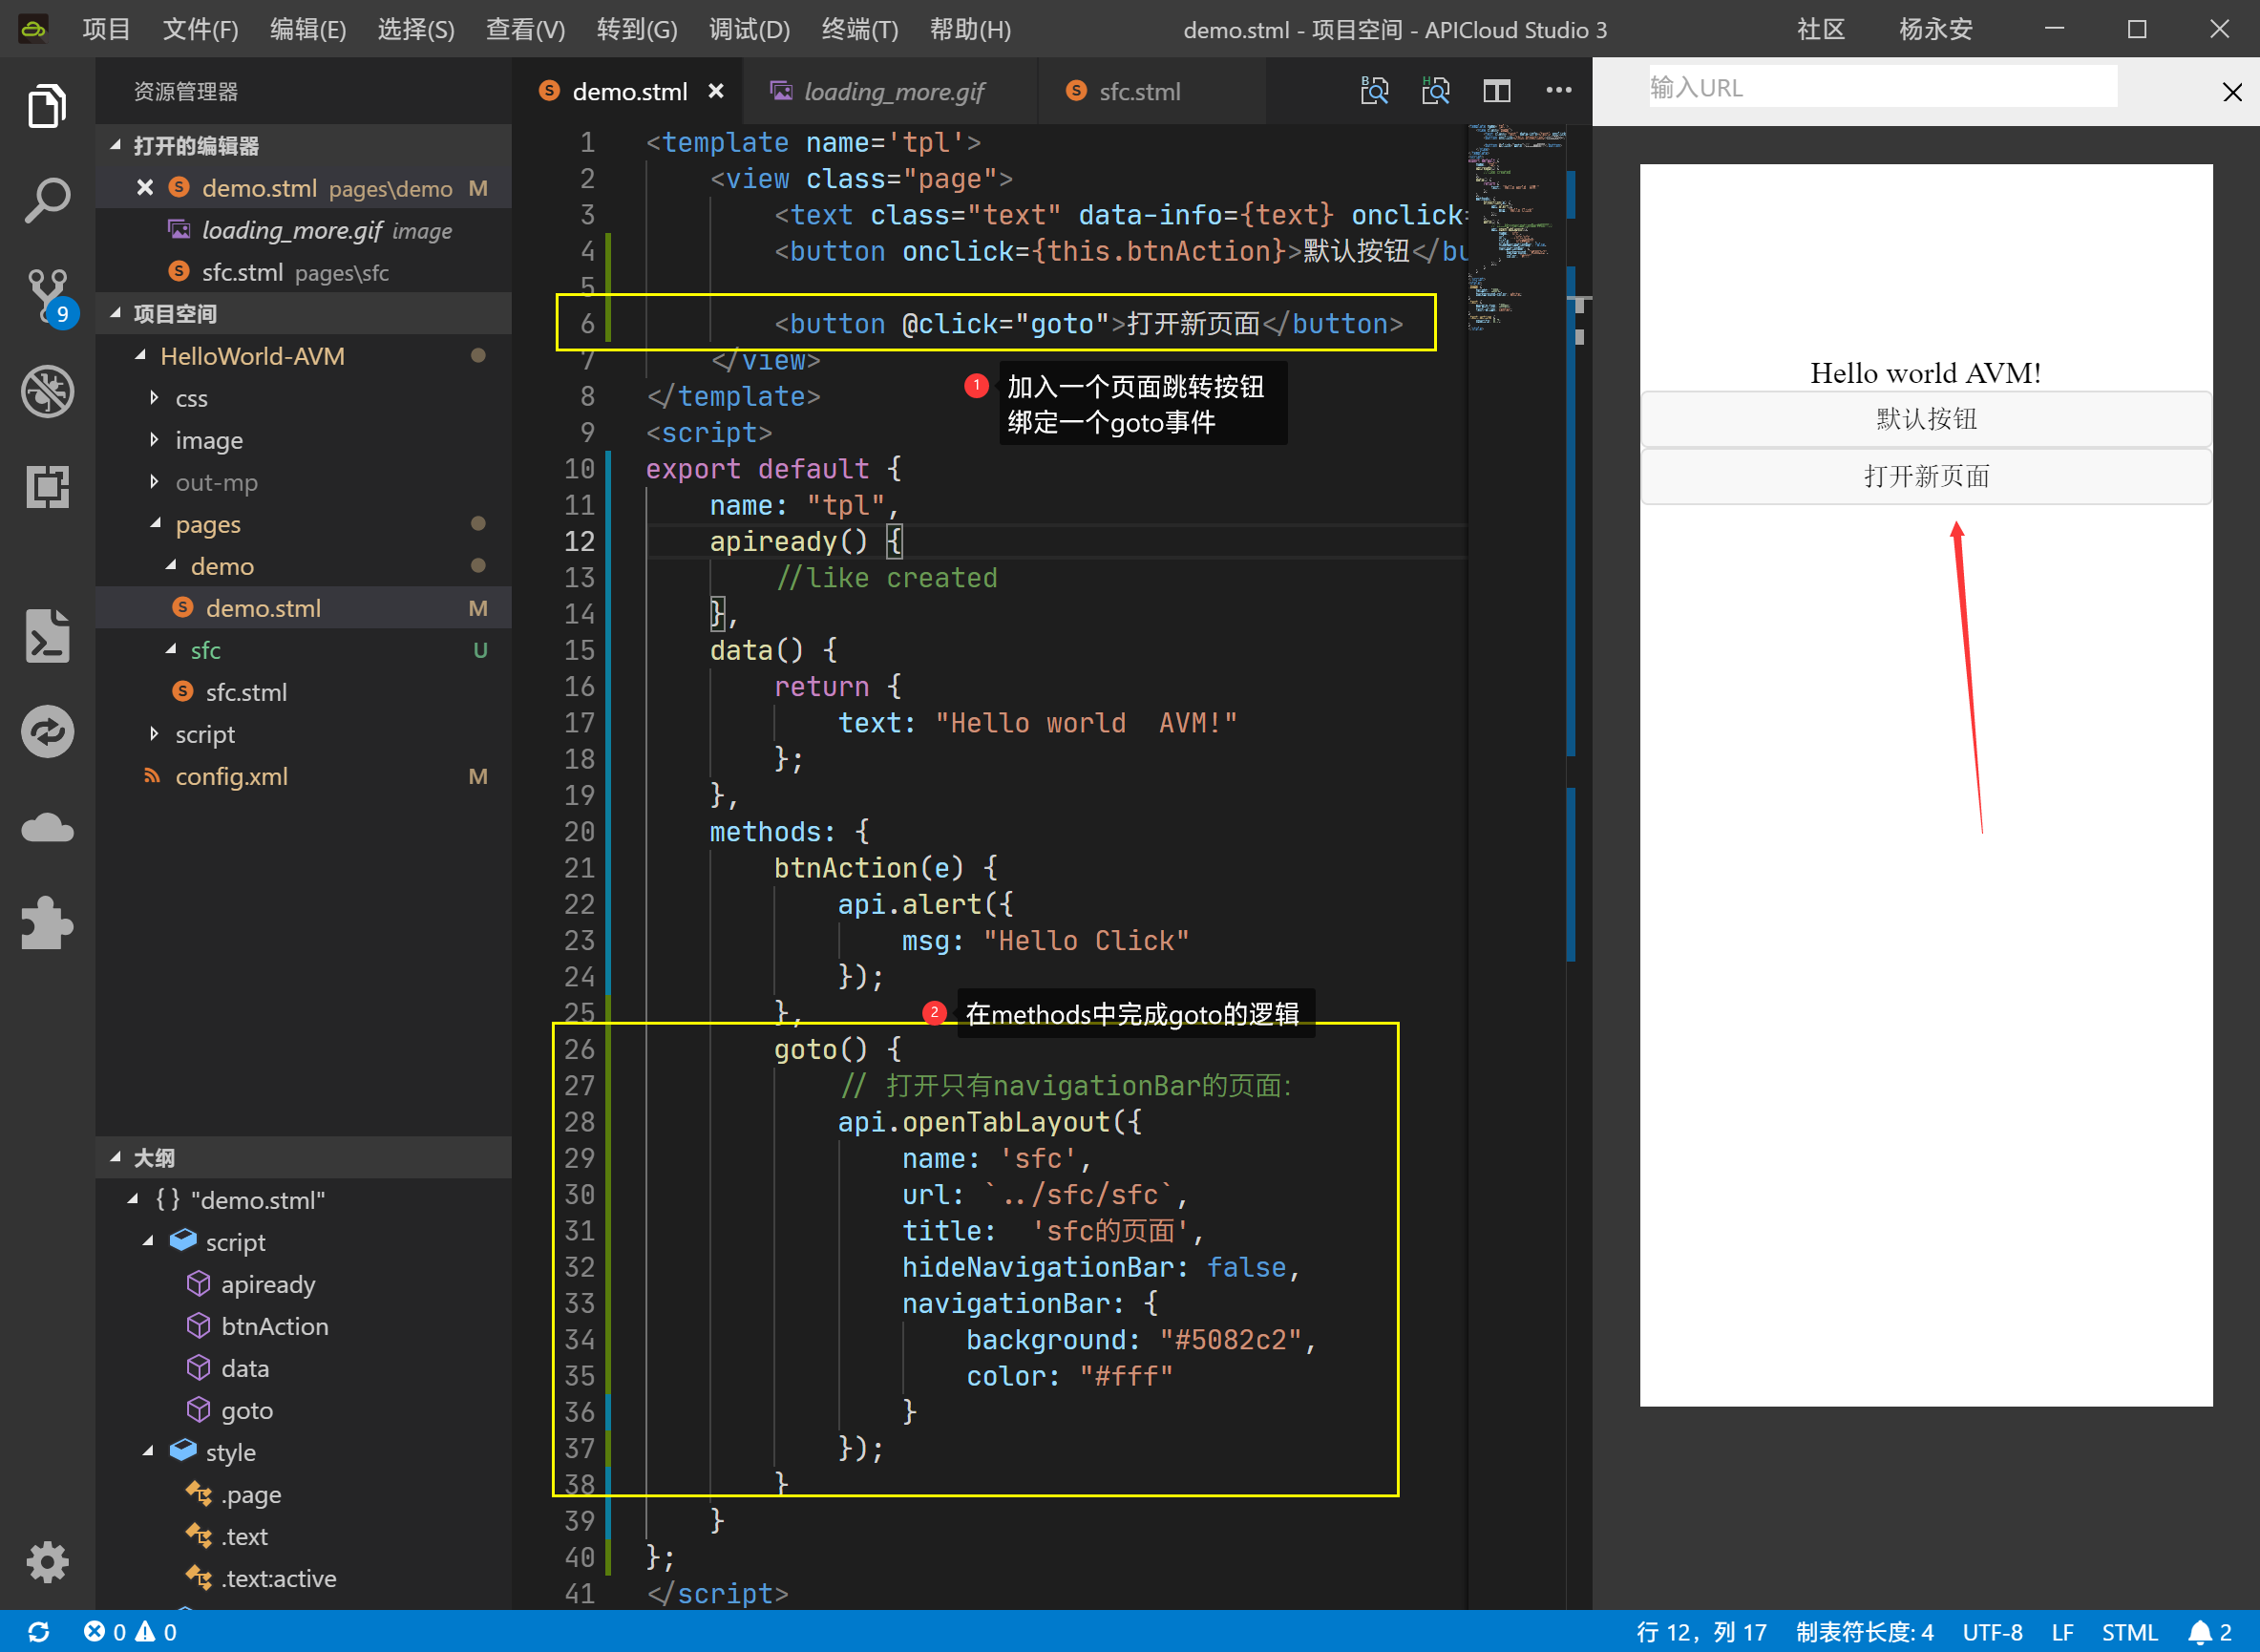 项目 文件(F) 编辑(E) 选择(S) 查看(V) 转到(G) 调试(D) 终端(T) 帮助(H) demo.stml - 项目空间 - APICloud Studio 3 社区 杨永安
资源管理器
打开的编辑器
demo.stml pages\demo M
loading_more.gif image
sfc.stml pages\sfc
9
项目空间
HelloWorld-AVM
css
image
out-mp
pages
demo
demo.stml M
sfc U
sfc.stml
script
config.xml M
大纲
{} "demo.stml"
script
apiready
btnAction
data
goto
style
.page
.text
.text:active
demo.stml loading_more.gif sfc.stml
1 <template name='tpl'>
2 <view class="page">
3 <text class="text" data-info={text} onclick=
4 <button onclick={this.btnAction}>默认按钮</bu
5
6 <button @click="goto">打开新页面</button>
7 </view>
8 </template>
9 <script>
10 export default {
11 name: "tpl",
12 apiready() {
13 //like created
14 },
15 data() {
16 return {
17 text: "Hello world  AVM!"
18 };
19 },
20 methods: {
21 btnAction(e) {
22 api.alert({
23 msg: "Hello Click"
24 });
25 },
26 goto() {
27 // 打开只有navigationBar的页面:
28 api.openTabLayout({
29 name: 'sfc',
30 url: `../sfc/sfc`,
31 title:  'sfc的页面',
32 hideNavigationBar: false,
33 navigationBar: {
34 background: "#5082c2",
35 color: "#fff"
36 }
37 });
38 }
39 }
40 };
41 </script>
1 加入一个页面跳转按钮
绑定一个goto事件
2 在methods中完成goto的逻辑
输入URL
Hello world AVM!
默认按钮
打开新页面
0 0 行 12，列 17 制表符长度: 4 UTF-8 LF STML 2